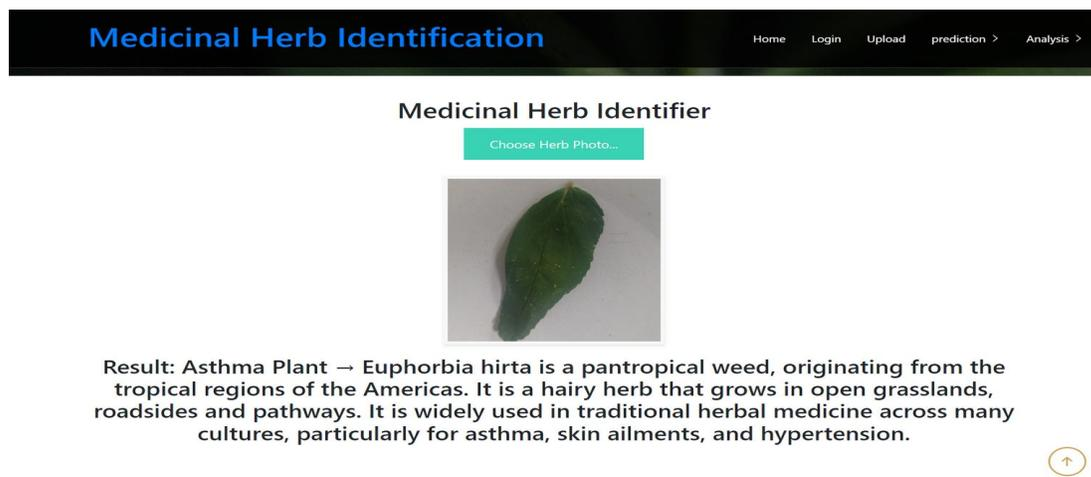 Medicinal Herb Identification
Home Login Upload prediction > Analysis >
Medicinal Herb Identifier
Choose Herb Photo...
Result: Asthma Plant → Euphorbia hirta is a pantropical weed, originating from the
tropical regions of the Americas. It is a hairy herb that grows in open grasslands,
roadsides and pathways. It is widely used in traditional herbal medicine across many
cultures, particularly for asthma, skin ailments, and hypertension.